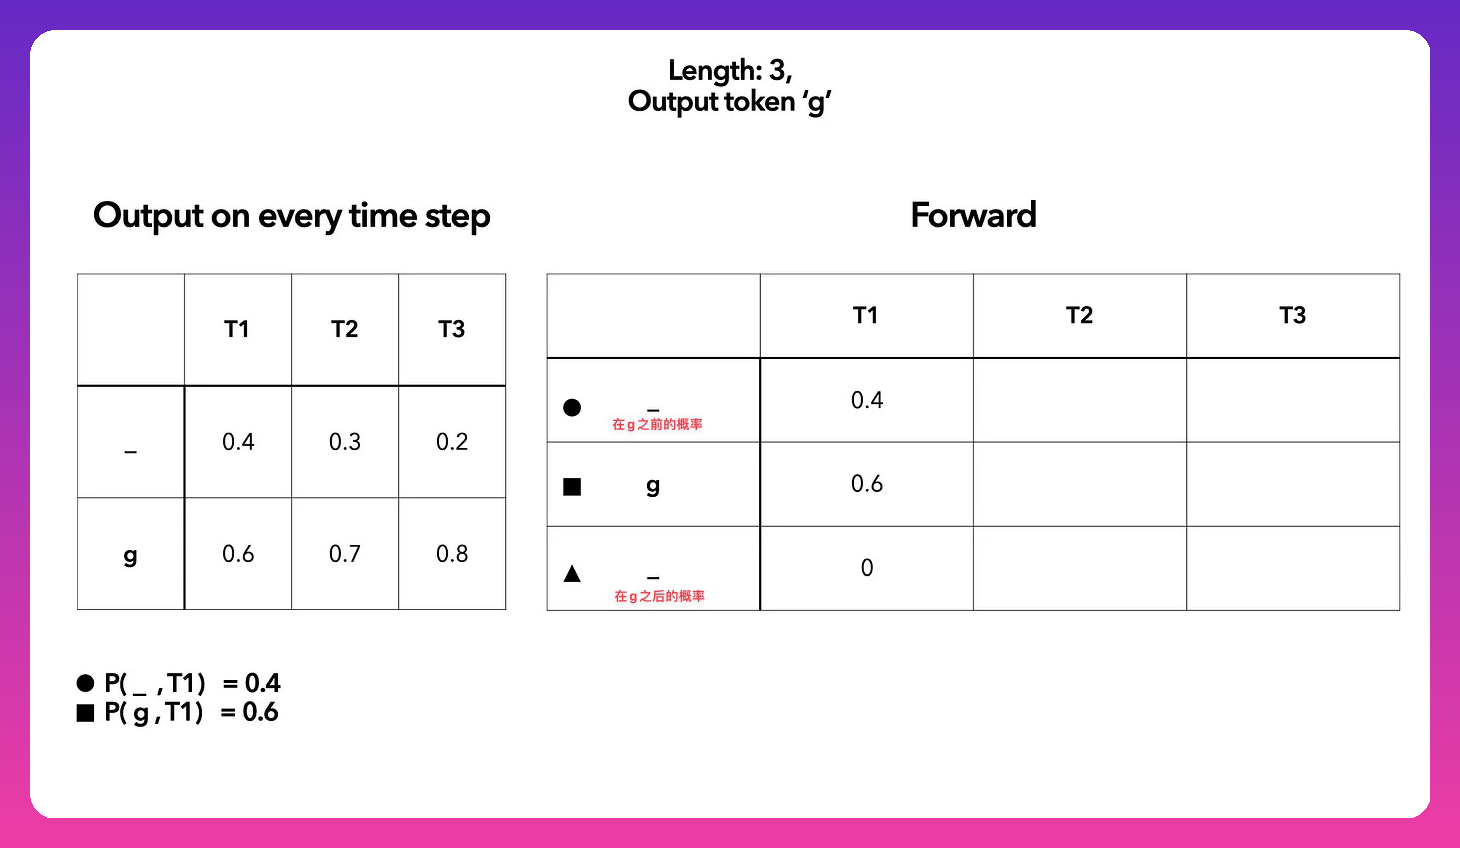 Length: 3,
Output token ‘g’
Output on every time step
T1 T2 T3
_ 0.4 0.3 0.2
g 0.6 0.7 0.8
Forward
T1 T2 T3
● _ 0.4
在g之前的概率
■ g 0.6
▲ _ 0
在g之后的概率
● P( _ ,T1) = 0.4
■ P( g ,T1) = 0.6